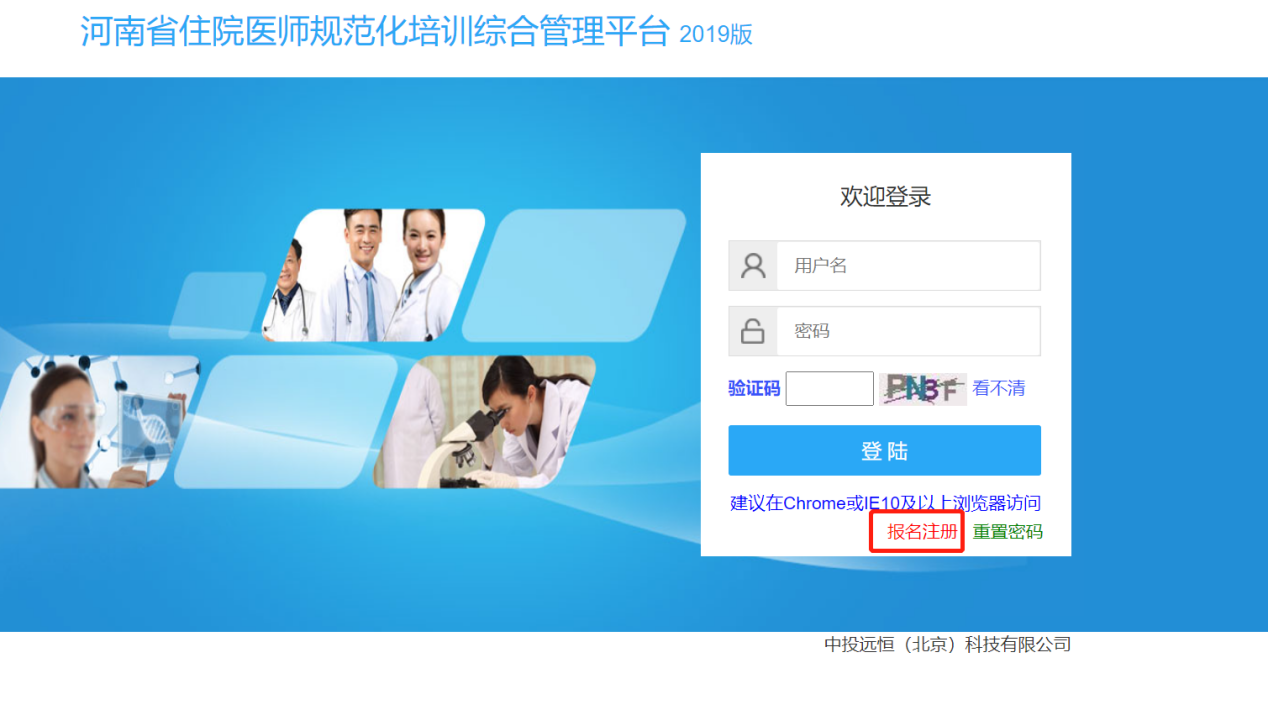 河南省住院医师规范化培训综合管理平台 2019版
欢迎登录
用户名
密码
验证码 PN3F 看不清
登 陆
建议在Chrome或IE10及以上浏览器访问
报名注册 重置密码
中投远恒（北京）科技有限公司